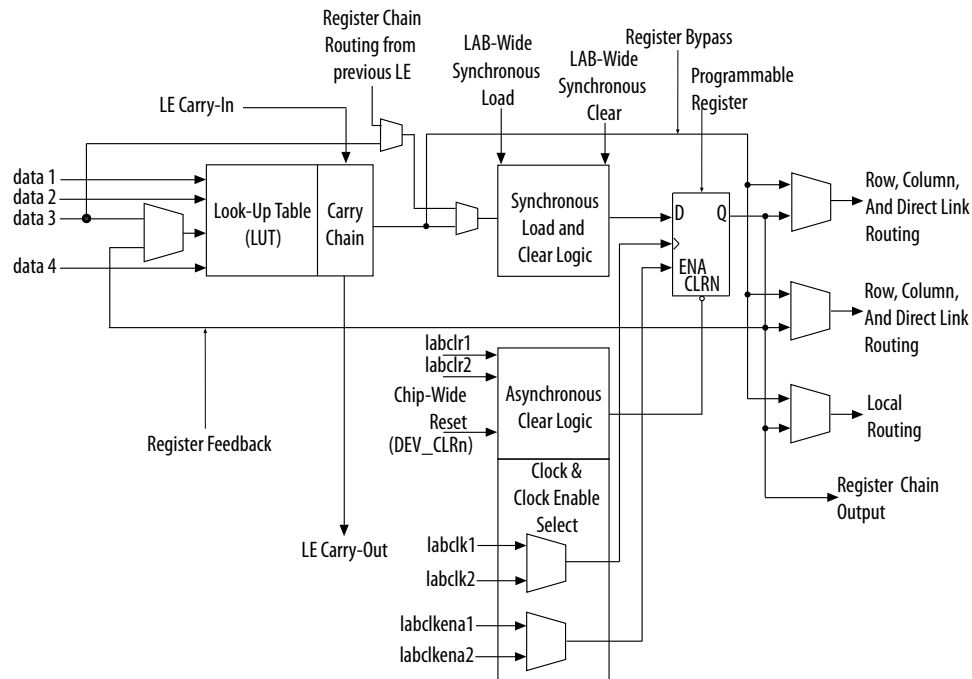 Register Chain
Routing from
previous LE
LAB-Wide
Synchronous
Load
LAB-Wide
Synchronous
Clear
Register Bypass
Programmable
Register
LE Carry-In
data 1
data 2
data 3
data 4
Look-Up Table
(LUT)
Carry
Chain
Synchronous
Load and
Clear Logic
D
Q
ENA
CLRN
Row, Column,
And Direct Link
Routing
Row, Column,
And Direct Link
Routing
Local
Routing
Register Chain
Output
Register Feedback
labclr1
labclr2
Chip-Wide
Reset
(DEV_CLRn)
Asynchronous
Clear Logic
Clock &
Clock Enable
Select
labclk1
labclk2
labclkena1
labclkena2
LE Carry-Out